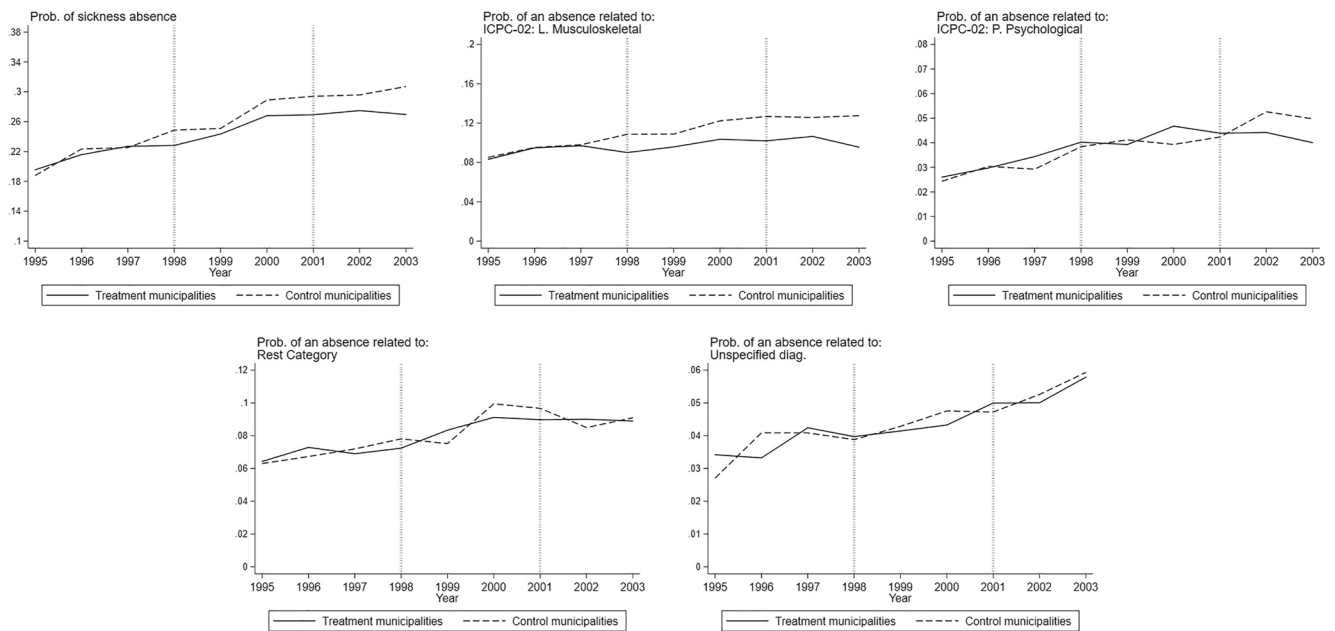 Prob. of sickness absence
.38
.34
.3
.26
.22
.18
.14
.1
1995 1996 1997 1998 1999 2000 2001 2002 2003
Year
Treatment municipalities Control municipalities
Prob. of an absence related to:
ICPC-02: L. Musculoskeletal
.2
.16
.12
.08
.04
0
1995 1996 1997 1998 1999 2000 2001 2002 2003
Year
Treatment municipalities Control municipalities
Prob. of an absence related to:
ICPC-02: P. Psychological
.08
.07
.06
.05
.04
.03
.02
.01
0
1995 1996 1997 1998 1999 2000 2001 2002 2003
Year
Treatment municipalities Control municipalities
Prob. of an absence related to:
Rest Category
.12
.1
.08
.06
.04
.02
0
1995 1996 1997 1998 1999 2000 2001 2002 2003
Year
Treatment municipalities Control municipalities
Prob. of an absence related to:
Unspecified diag.
.06
.05
.04
.03
.02
.01
0
1995 1996 1997 1998 19990 2000 2001 2002 2003
Year
Treatment municipalities Control municipalities